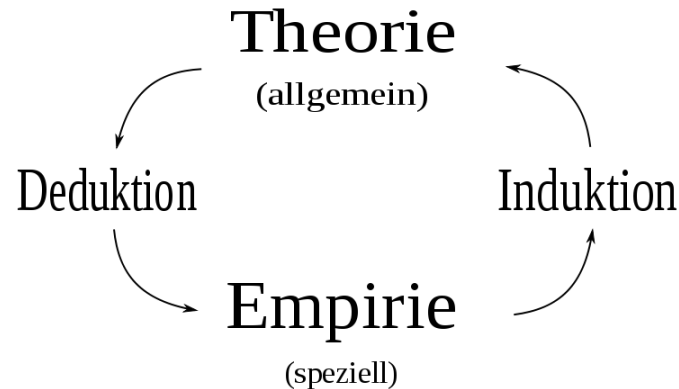 Theorie
(allgemein)
Deduktion
Induktion
Empirie
(speziell)